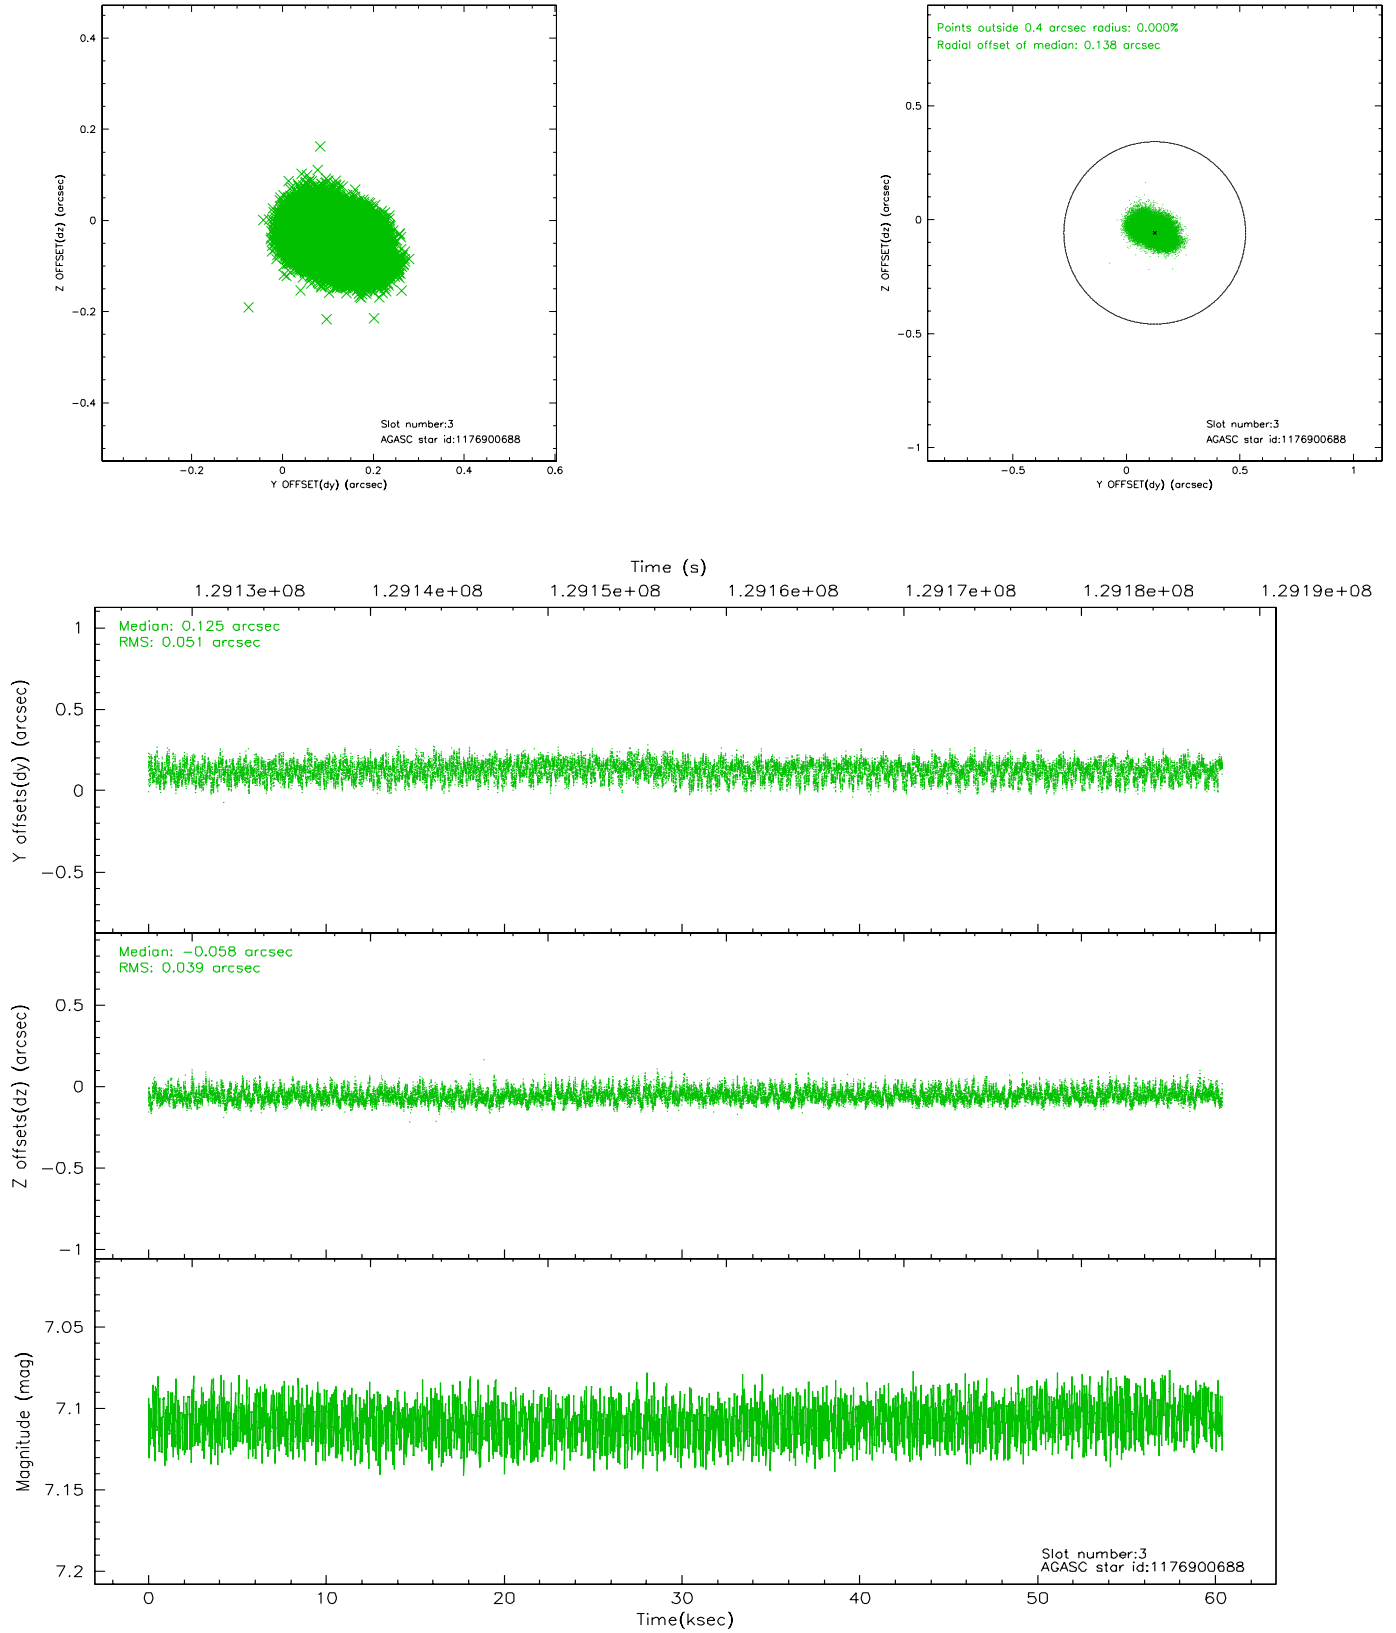 0.4
0.2
0
−0.2
−0.4
Z OFFSET(dz) (arcsec)
Slot number:3
AGASC star id:1176900688
−0.2
0
0.2
0.4
0.6
Y OFFSET(dy) (arcsec)
Points outside 0.4 arcsec radius: 0.000%
Radial offset of median: 0.138 arcsec
0.5
0
−0.5
−1
Z OFFSET(dz) (arcsec)
Slot number:3
AGASC star id:1176900688
−0.5
0
0.5
1
Y OFFSET(dy) (arcsec)
Time (s)
1.2913e+08
1.2914e+08
1.2915e+08
1.2916e+08
1.2917e+08
1.2918e+08
1.2919e+08
Median: 0.125 arcsec
RMS: 0.051 arcsec
1
0.5
0
−0.5
Y offsets(dy) (arcsec)
Median: −0.058 arcsec
RMS: 0.039 arcsec
0.5
0
−0.5
−1
Z offsets(dz) (arcsec)
7.05
7.1
7.15
7.2
Magnitude (mag)
Slot number:3
AGASC star id:1176900688
0
10
20
30
40
50
60
Time(ksec)